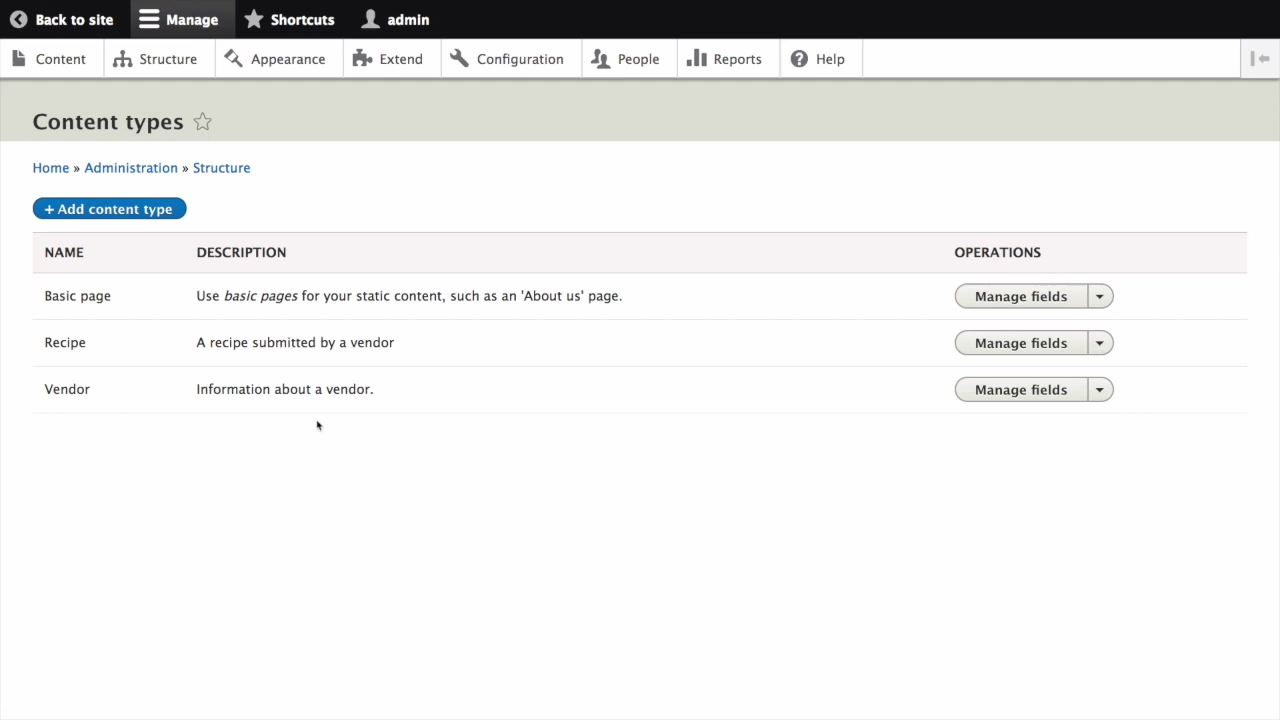 Back to site Manage Shortcuts admin
Content Structure Appearance Extend Configuration People Reports Help
Content types
Home » Administration » Structure
+ Add content type
NAME DESCRIPTION OPERATIONS
Basic page Use basic pages for your static content, such as an 'About us' page. Manage fields
Recipe A recipe submitted by a vendor Manage fields
Vendor Information about a vendor. Manage fields